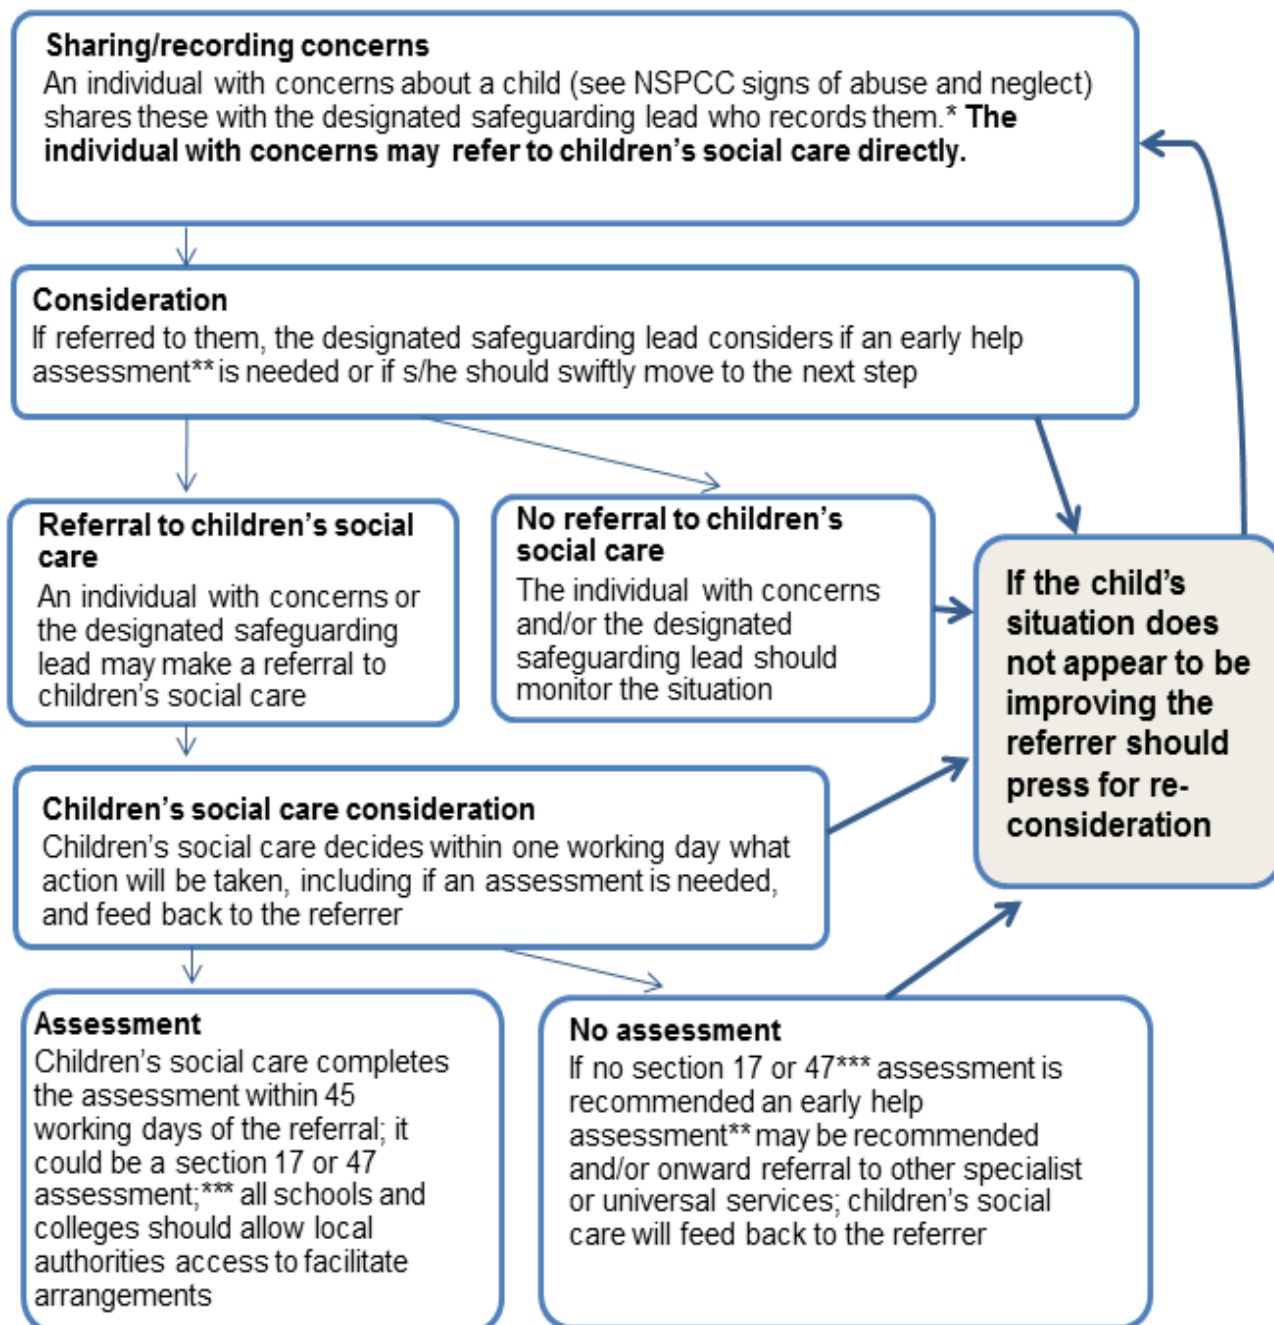 Sharing/recording concerns
An individual with concerns about a child (see NSPCC signs of abuse and neglect)
shares these with the designated safeguarding lead who records them.* The
individual with concerns may refer to children's social care directly.
Consideration
If referred to them, the designated safeguarding lead considers if an early help
assessment** is needed or if s/he should swiftly move to the next step
Referral to children's social
care
An individual with concerns or
the designated safeguarding
lead may make a referral to
children's social care
No referral to children's
social care
The individual with concerns
and/or the designated
safeguarding lead should
monitor the situation
If the child's
situation does
not appear to be
improving the
referrer should
press for re-
consideration
Children's social care consideration
Children's social care decides within one working day what
action will be taken, including if an assessment is needed,
and feed back to the referrer
Assessment
Children's social care completes
the assessment within 45
working days of the referral; it
could be a section 17 or 47
assessment;*** all schools and
colleges should allow local
authorities access to facilitate
arrangements
No assessment
If no section 17 or 47*** assessment is
recommended an early help
assessment** may be recommended
and/or onward referral to other specialist
or universal services; children's social
care will feed back to the referrer